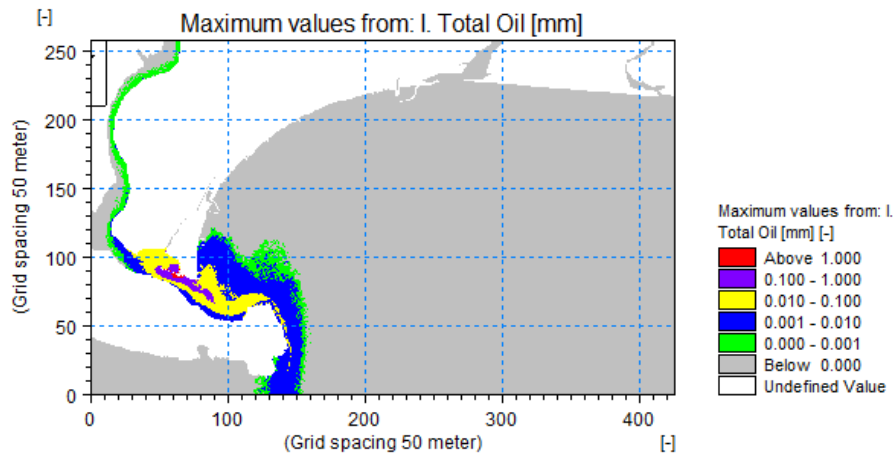 [-]
Maximum values from: I. Total Oil [mm]
250
200
150
100
50
0
(Grid spacing 50 meter)
0 100 200 300 400
(Grid spacing 50 meter) [-]
Maximum values from: I.
Total Oil [mm] [-]
Above 1.000
0.100 - 1.000
0.010 - 0.100
0.001 - 0.010
0.000 - 0.001
Below 0.000
Undefined Value